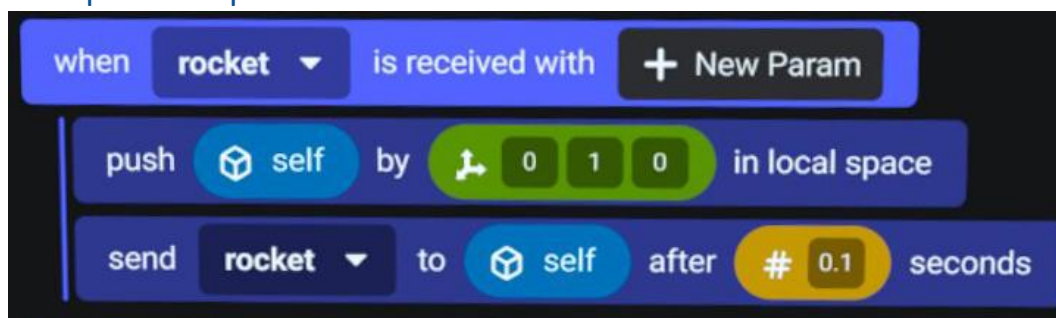 when rocket is received with + New Param
push self by 0 1 0 in local space
send rocket to self after # 0.1 seconds